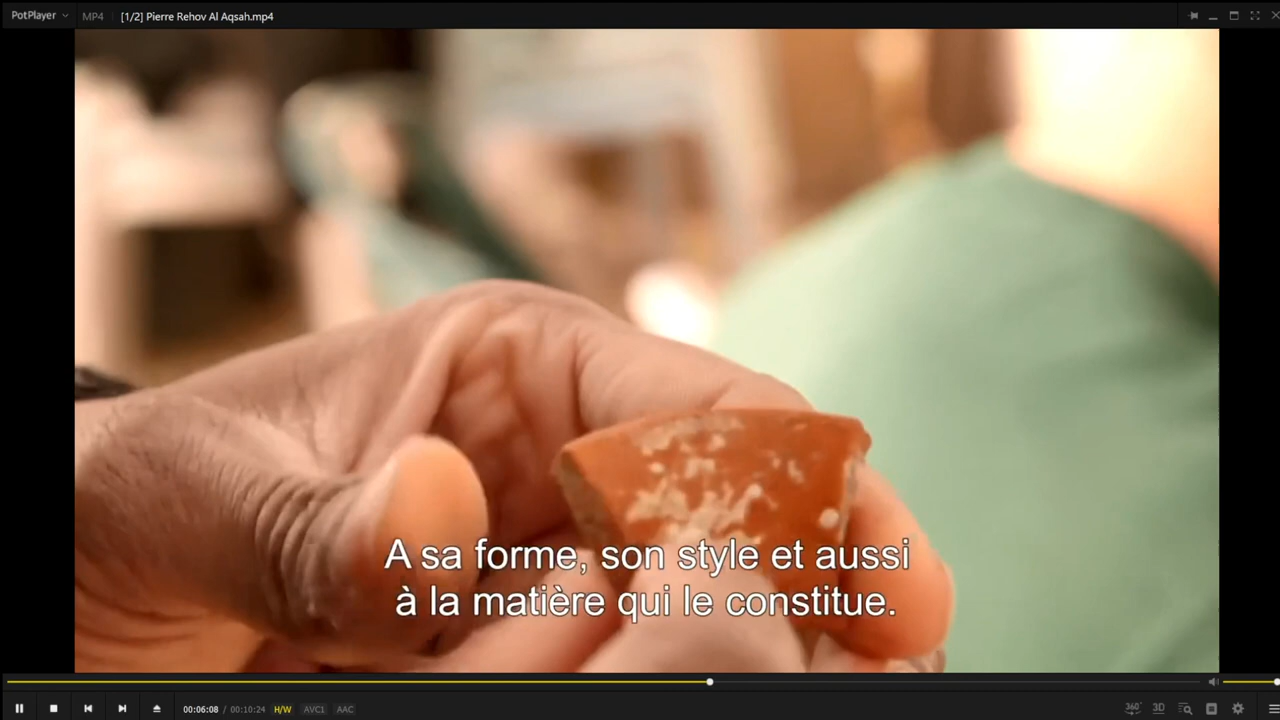 PotPlayer MP4 [1/2] Pierre Rehov Al Aqsah.mp4
A sa forme, son style et aussi
à la matière qui le constitue.
00:06:08 / 00:10:24 H/W AVC1 AAC 360° 3D